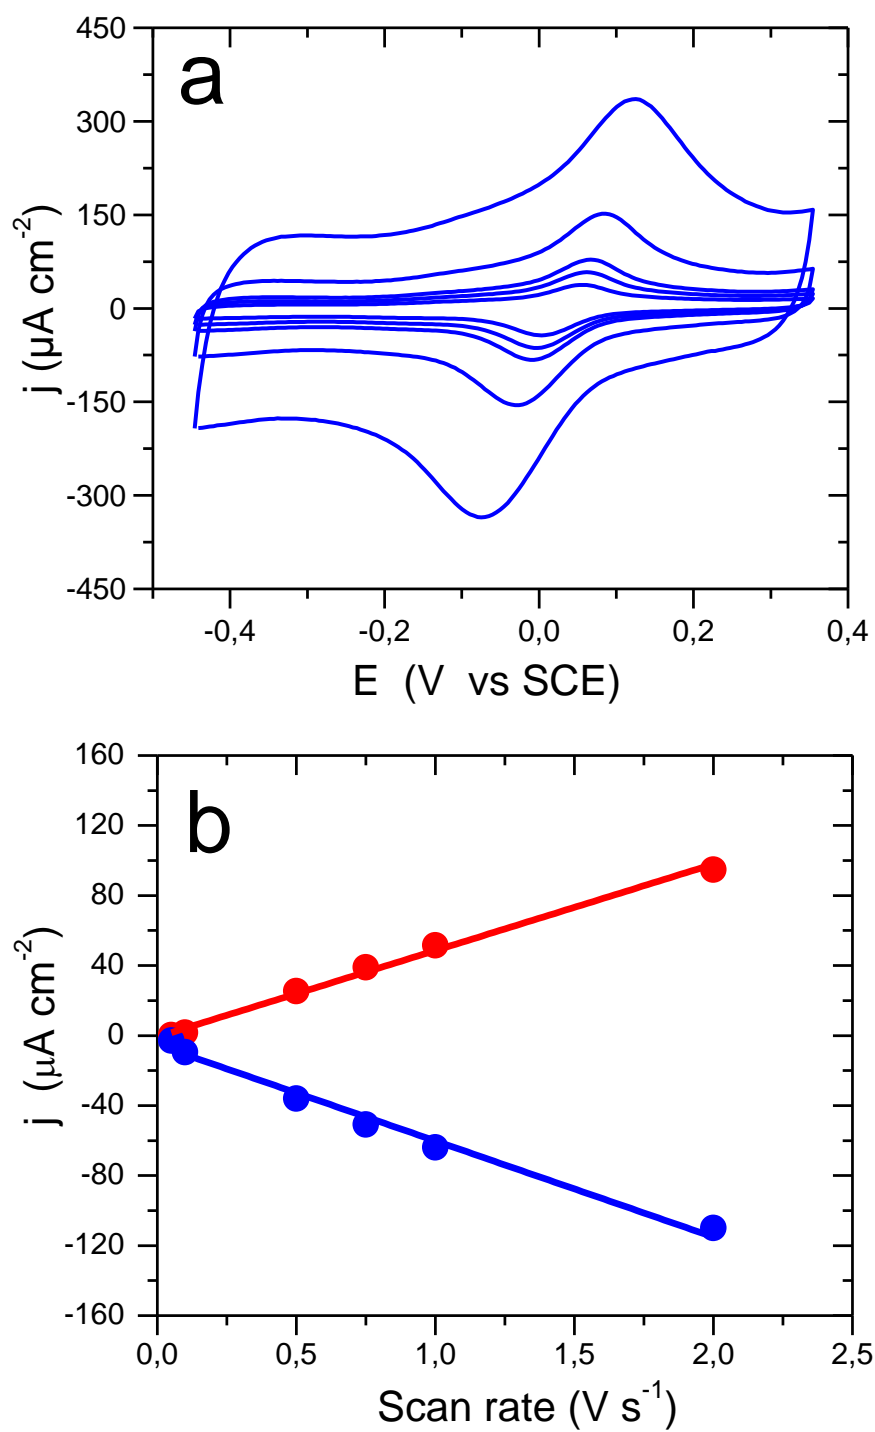 a
450
300
150
0
-150
-300
-450
j (µA cm⁻²)
-0,4 -0,2 0,0 0,2 0,4
E (V vs SCE)
b
160
120
80
40
0
-40
-80
-120
-160
j (µA cm⁻²)
0,0 0,5 1,0 1,5 2,0 2,5
Scan rate (V s⁻¹)